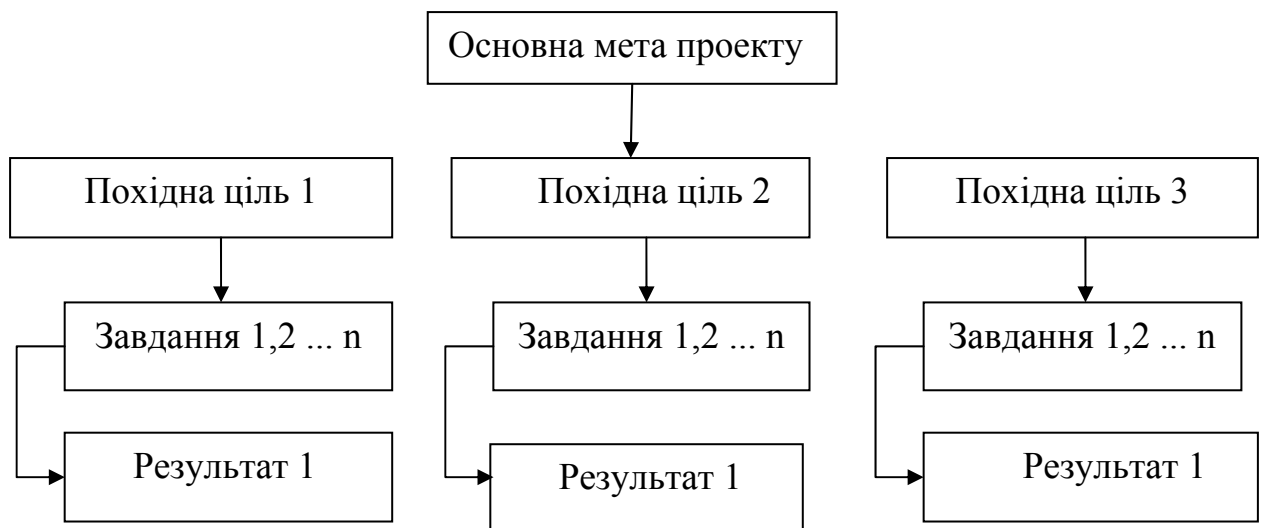 Основна мета проекту
Похідна ціль 1
Похідна ціль 2
Похідна ціль 3
Завдання 1,2 ... n
Завдання 1,2 ... n
Завдання 1,2 ... n
Результат 1
Результат 1
Результат 1